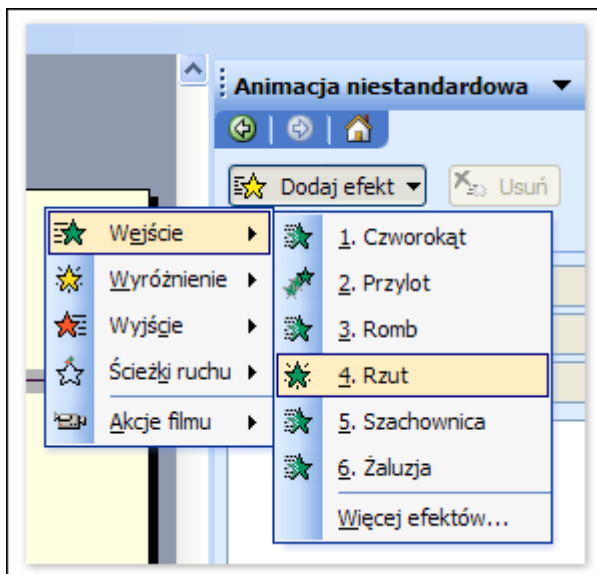 Animacja niestandardowa
Dodaj efekt
Usuń
Wejście
Wyróżnienie
Wyjście
Ścieżki ruchu
Akcje filmu
1. Czworokąt
2. Przylot
3. Romb
4. Rzut
5. Szachownica
6. Żaluzja
Więcej efektów...